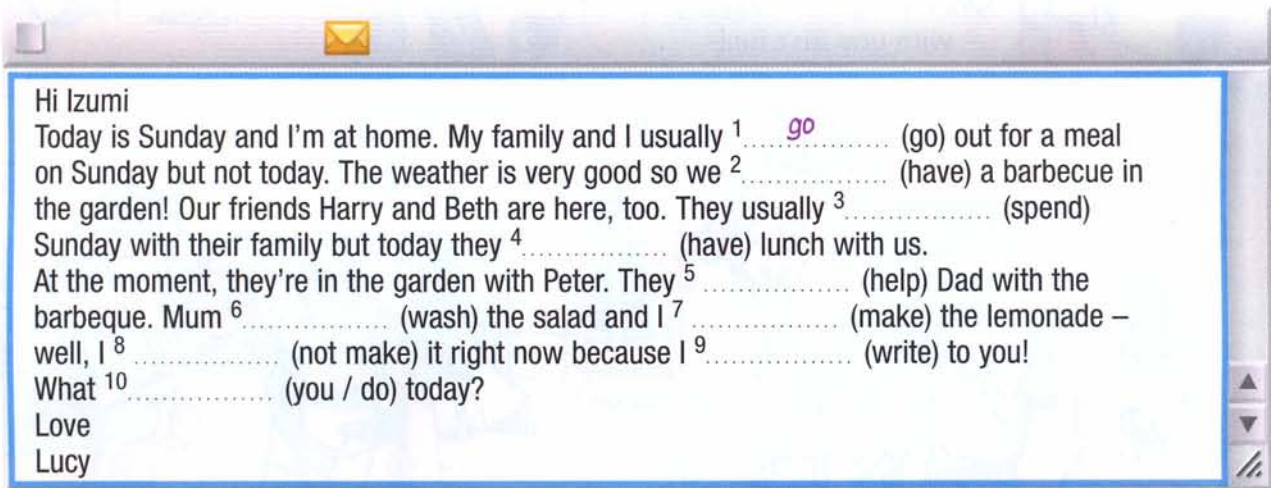 Hi Izumi
Today is Sunday and I'm at home. My family and I usually 1 go (go) out for a meal
on Sunday but not today. The weather is very good so we 2................. (have) a barbecue in
the garden! Our friends Harry and Beth are here, too. They usually 3................. (spend)
Sunday with their family but today they 4................. (have) lunch with us.
At the moment, they're in the garden with Peter. They 5 ................. (help) Dad with the
barbeque. Mum 6................. (wash) the salad and I 7 ................. (make) the lemonade –
well, I 8 ................. (not make) it right now because I 9................. (write) to you!
What 10................. (you / do) today?
Love
Lucy